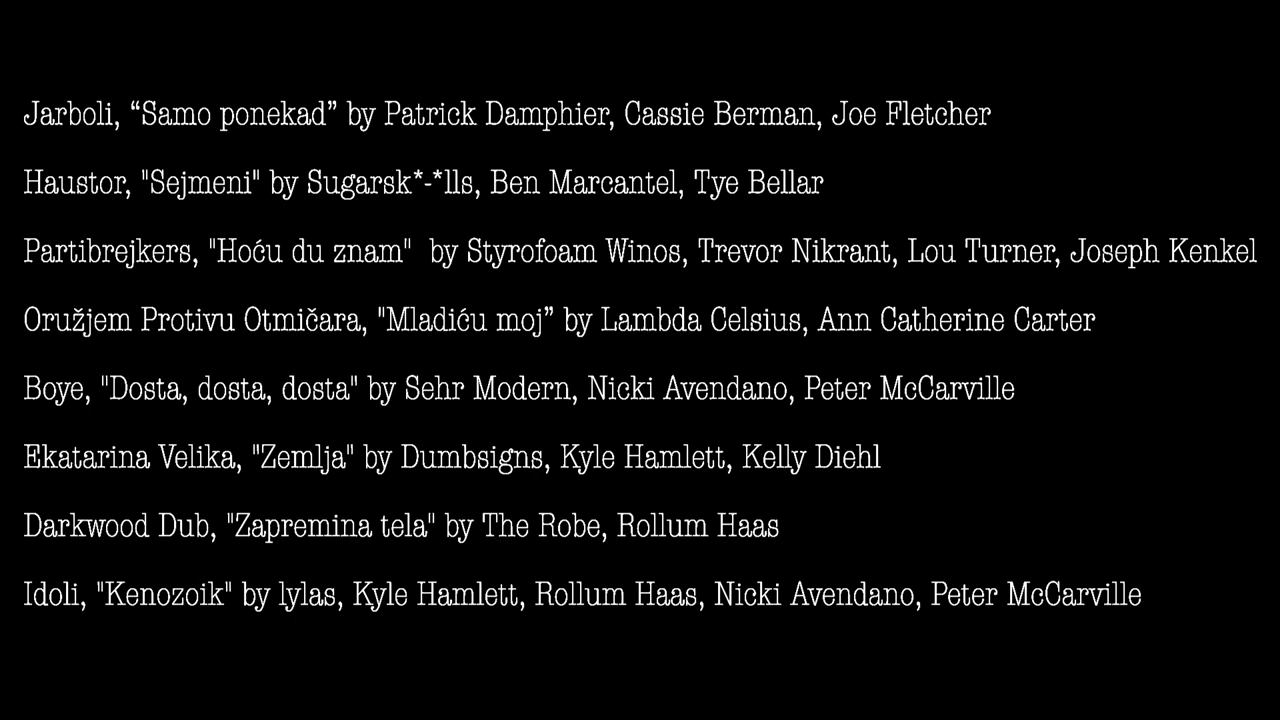 Jarboli, “Samo ponekad” by Patrick Damphier, Cassie Berman, Joe Fletcher
Haustor, "Sejmeni" by Sugarsk*-*lls, Ben Marcantel, Tye Bellar
Partibrejkers, "Hoću du znam"  by Styrofoam Winos, Trevor Nikrant, Lou Turner, Joseph Kenkel
Oružjem Protivu Otmičara, "Mladiću moj” by Lambda Celsius, Ann Catherine Carter
Boye, "Dosta, dosta, dosta" by Sehr Modern, Nicki Avendano, Peter McCarville
Ekatarina Velika, "Zemlja" by Dumbsigns, Kyle Hamlett, Kelly Diehl
Darkwood Dub, "Zapremina tela" by The Robe, Rollum Haas
Idoli, "Kenozoik" by lylas, Kyle Hamlett, Rollum Haas, Nicki Avendano, Peter McCarville